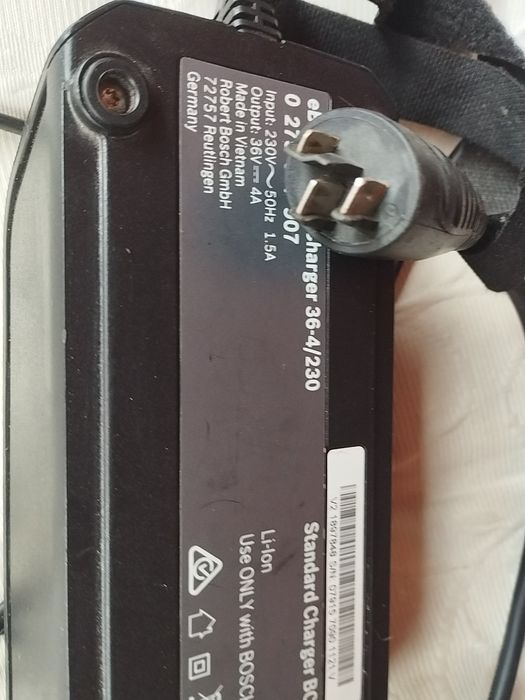 Charger 36-4/230
Input: 230V~ 50Hz 1.5A
Output: 36V⎓ 4A
Made in Vietnam
Robert Bosch GmbH
72757 Reutlingen
Germany
Standard Charger
Li-Ion
Use ONLY with BOSC